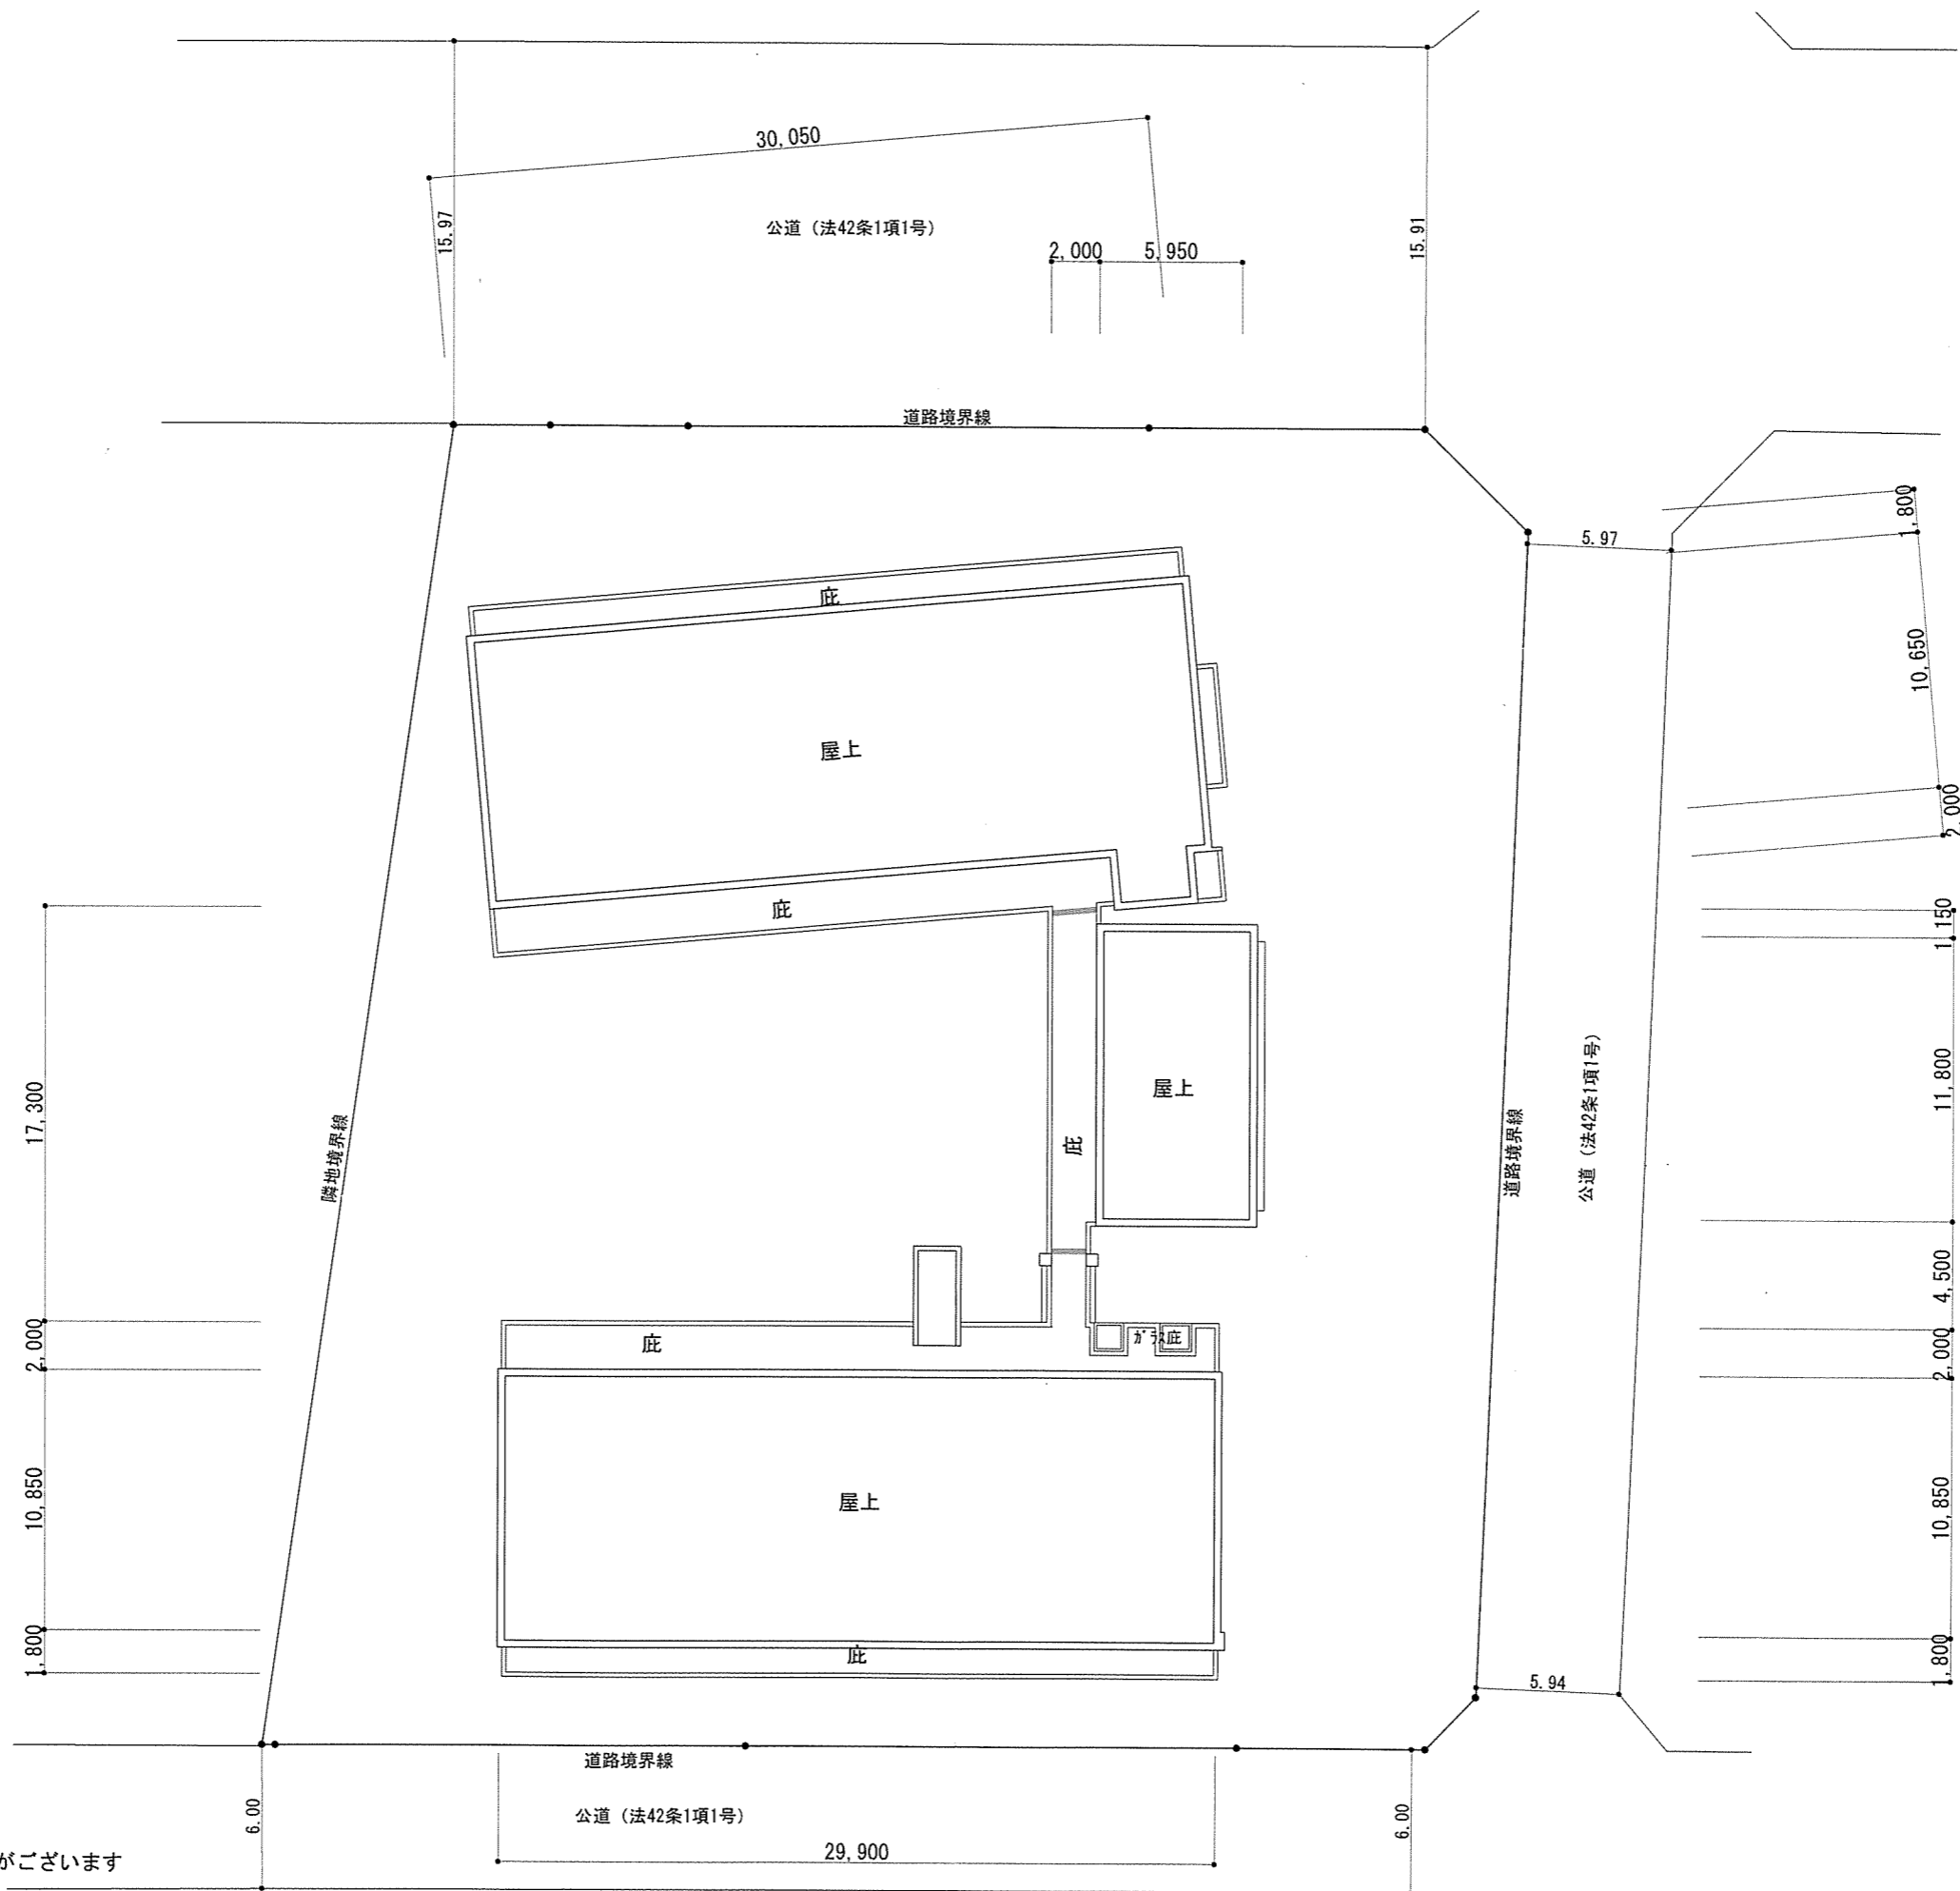 30,050
15.97
公道（法42条1項1号）
15.91
2,000
5,950
道路境界線
1,800
5.97
庇
10,650
屋上
2,000
庇
1,150
17,300
隣地境界線
庇
屋上
道路境界線
公道（法42条1項1号）
11,800
4,500
2,000
庇
ｶﾞﾗｽ庇
2,000
10,850
屋上
10,850
1,800
庇
1,800
5.94
道路境界線
6.00
公道（法42条1項1号）
6.00
29,900
がございます